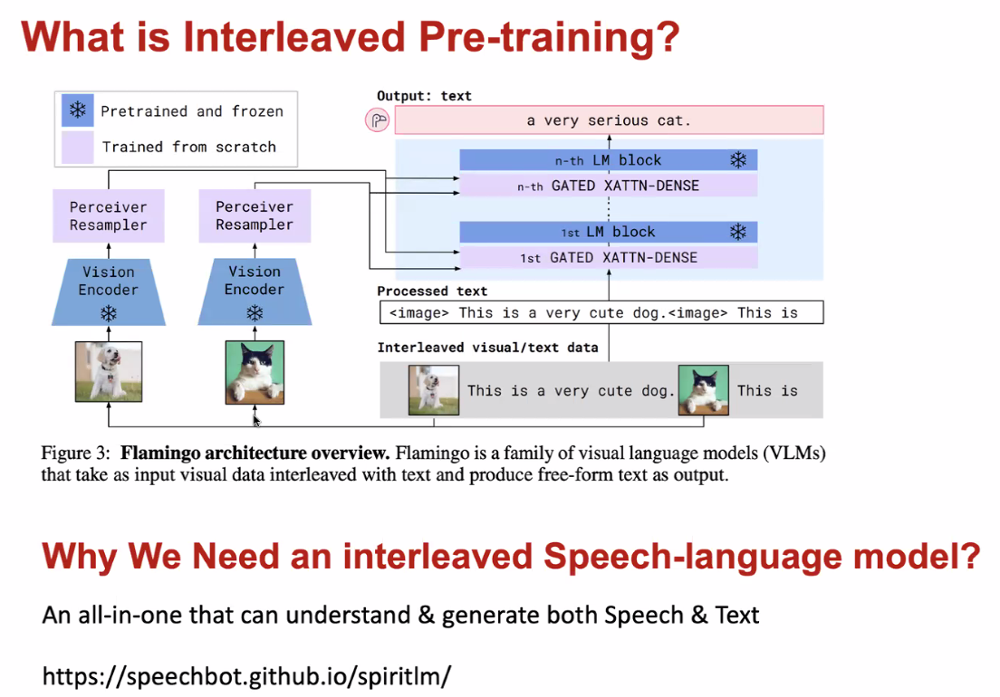 What is Interleaved Pre-training?
Pretrained and frozen
Trained from scratch
Output: text
a very serious cat.
n-th LM block
n-th GATED XATTN-DENSE
1st LM block
1st GATED XATTN-DENSE
Perceiver
Resampler
Perceiver
Resampler
Vision
Encoder
Vision
Encoder
Processed text
<image> This is a very cute dog.<image> This is
Interleaved visual/text data
This is a very cute dog. This is
Figure 3: Flamingo architecture overview. Flamingo is a family of visual language models (VLMs)
that take as input visual data interleaved with text and produce free-form text as output.
Why We Need an interleaved Speech-language model?
An all-in-one that can understand & generate both Speech & Text
https://speechbot.github.io/spiritlm/